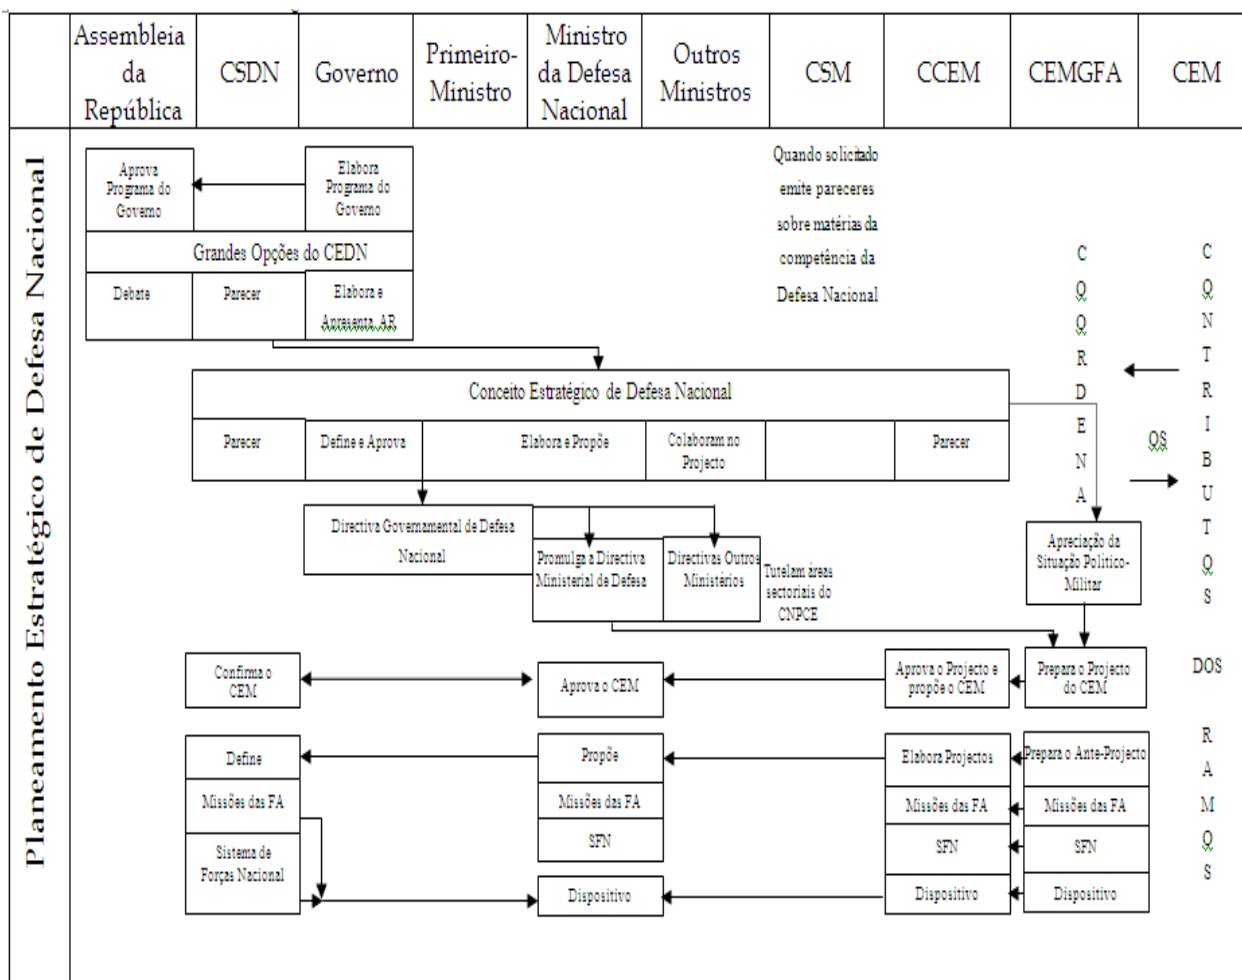 Assembleia
da
República
CSDN
Governo
Primeiro-
Ministro
Ministro
da Defesa
Nacional
Outros
Ministros
CSM
CCEM
CEMGFA
CEM
Planeamento Estratégico de Defesa Nacional
Aprova
Programa do
Governo
Elabora
Programa do
Governo
Quando solicitado
emite pareceres
sobre matérias da
competência da
Defesa Nacional
Grandes Opções do CEDN
Debate
Parecer
Elabora e
Apresenta AR
C
O
O
R
D
E
N
A
OS
C
O
N
T
R
I
B
U
T
O
S
DOS
R
A
M
O
S
Conceito Estratégico de Defesa Nacional
Parecer
Define e Aprova
Elabora e Propõe
Colaboram no
Projecto
Parecer
Directiva Governamental de Defesa
Nacional
Promulga a Directiva
Ministerial de Defesa
Directivas Outros
Ministérios
Tutelam áreas
sectoriais do
CNPCE
Apreciação da
Situação Político-
Militar
Confirma o
CEM
Aprova o CEM
Aprova o Projecto e
propõe o CEM
Prepara o Projecto
do CEM
Define
Propõe
Elabora Projectos
Prepara o Ante-Projecto
Missões das FA
Missões das FA
Missões das FA
Missões das FA
Sistema de
Forças Nacional
SFN
SFN
SFN
Dispositivo
Dispositivo
Dispositivo